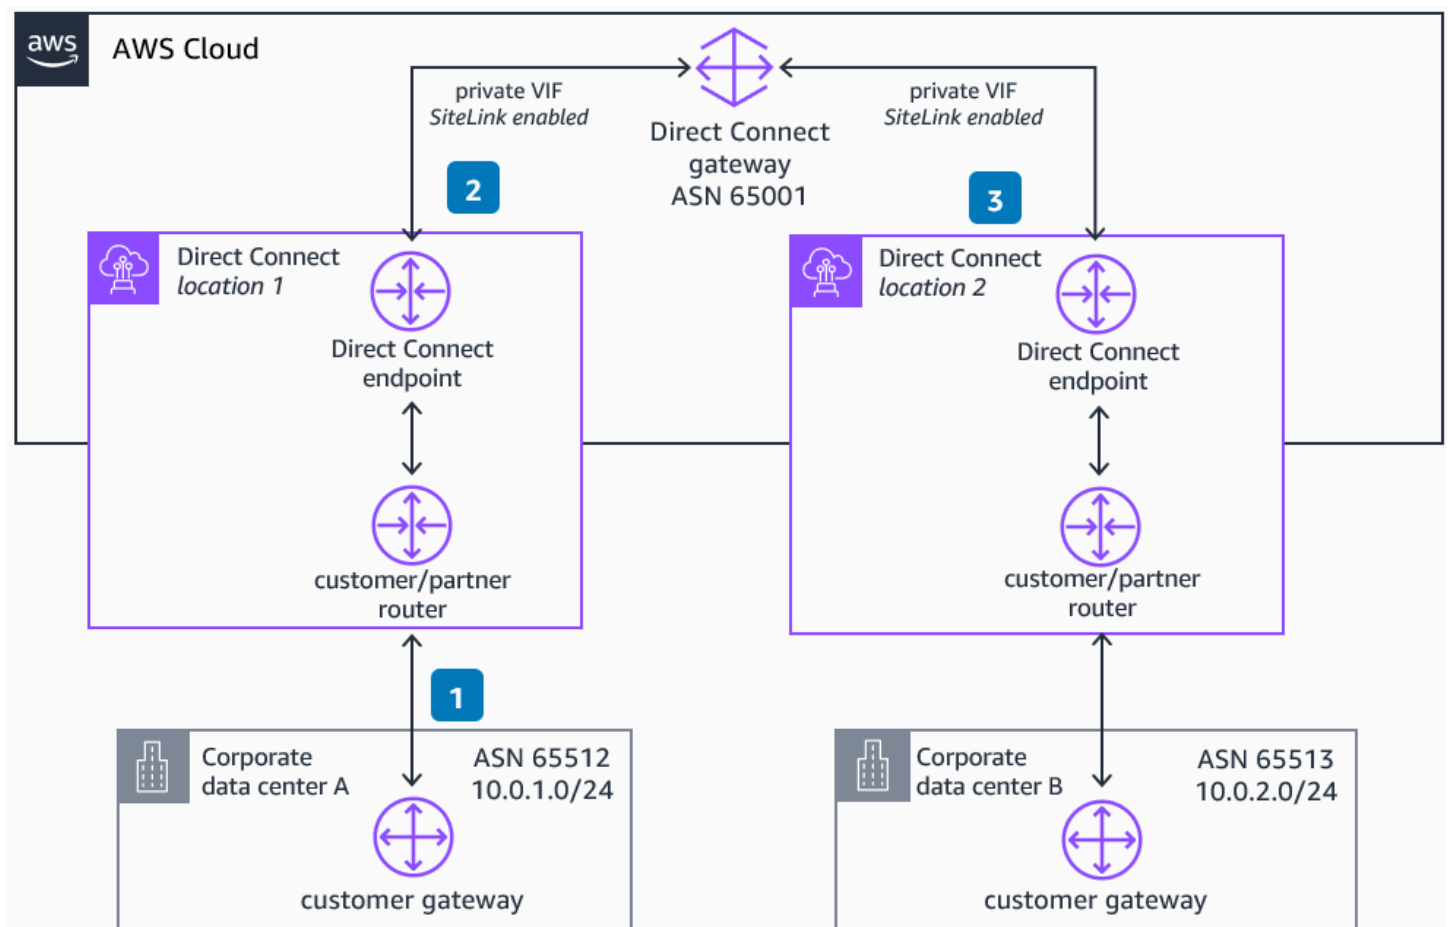 aws
AWS Cloud
private VIF
SiteLink enabled
private VIF
SiteLink enabled
Direct Connect
gateway
ASN 65001
2
3
Direct Connect
location 1
Direct Connect
endpoint
customer/partner
router
Direct Connect
location 2
Direct Connect
endpoint
customer/partner
router
1
Corporate
data center A
ASN 65512
10.0.1.0/24
customer gateway
Corporate
data center B
ASN 65513
10.0.2.0/24
customer gateway